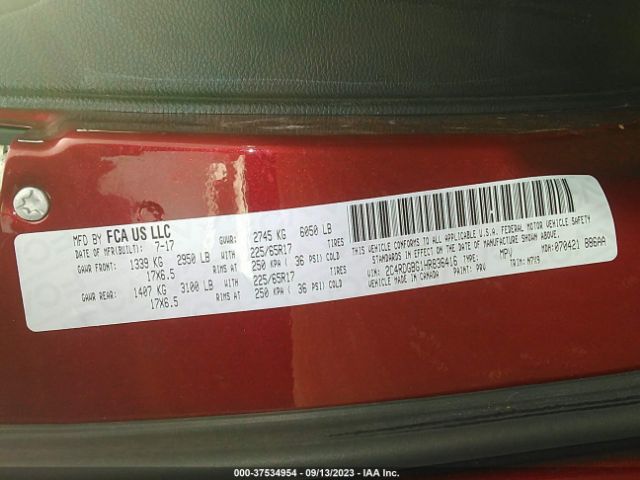 MFD BY FCA US LLC
DATE OF MFR(BUILT): 7-17 GVWR: 2745 KG 6050 LB
GAWR FRONT: 1339 KG 2950 LB WITH 225/65R17 TIRES
17X6.5 RIMS AT 250 KPA ( 36 PSI) COLD
GAWR REAR: 1407 KG 3100 LB WITH 225/65R17 TIRES
17X6.5 RIMS AT 250 KPA ( 36 PSI) COLD
THIS VEHICLE CONFORMS TO ALL APPLICABLE U.S.A. FEDERAL MOTOR VEHICLE SAFETY
STANDARDS IN EFFECT ON THE DATE OF MANUFACTURE SHOWN ABOVE.
MDH: 070421 B86AA
VIN: TYPE: MPV
VEHICLE MADE IN CANADA PAINT: PRV TRIM: M7X9
000-37534954 - 09/13/2023 - IAA Inc.